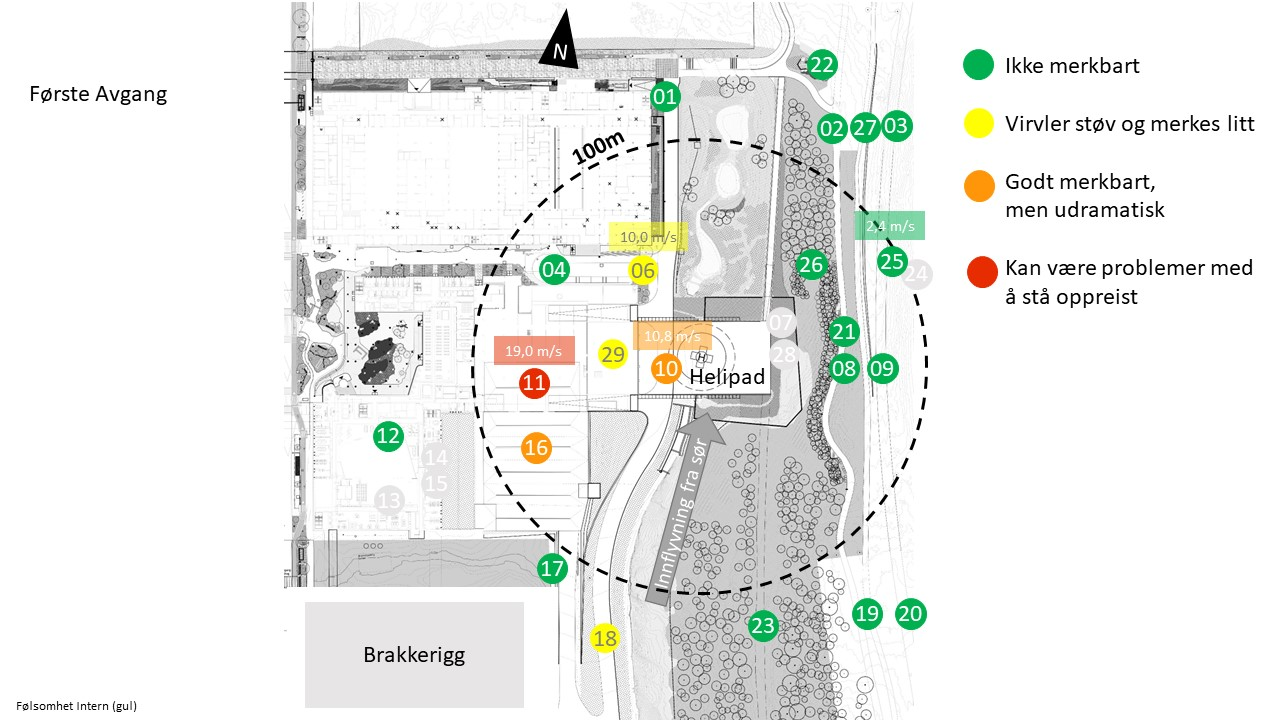 N
Første Avgang
100m
22
01
02
27
03
Ikke merkbart
Virvler støv og merkes litt
Godt merkbart,
men udramatisk
Kan være problemer med
å stå oppreist
10,0 m/s
2,4 m/s
04
06
26
25
24
07
21
10,8 m/s
19,0 m/s
29
28
11
10
Helipad
08
09
12
16
14
15
13
Innflyvning fra sør
17
18
23
19
20
Brakkerigg
Følsomhet Intern (gul)